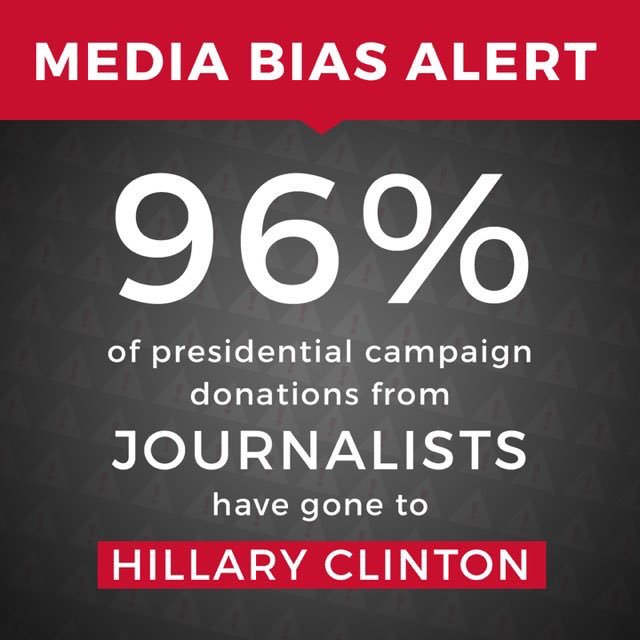 MEDIA BIAS ALERT
96%
of presidential campaign
donations from
JOURNALISTS
have gone to
HILLARY CLINTON